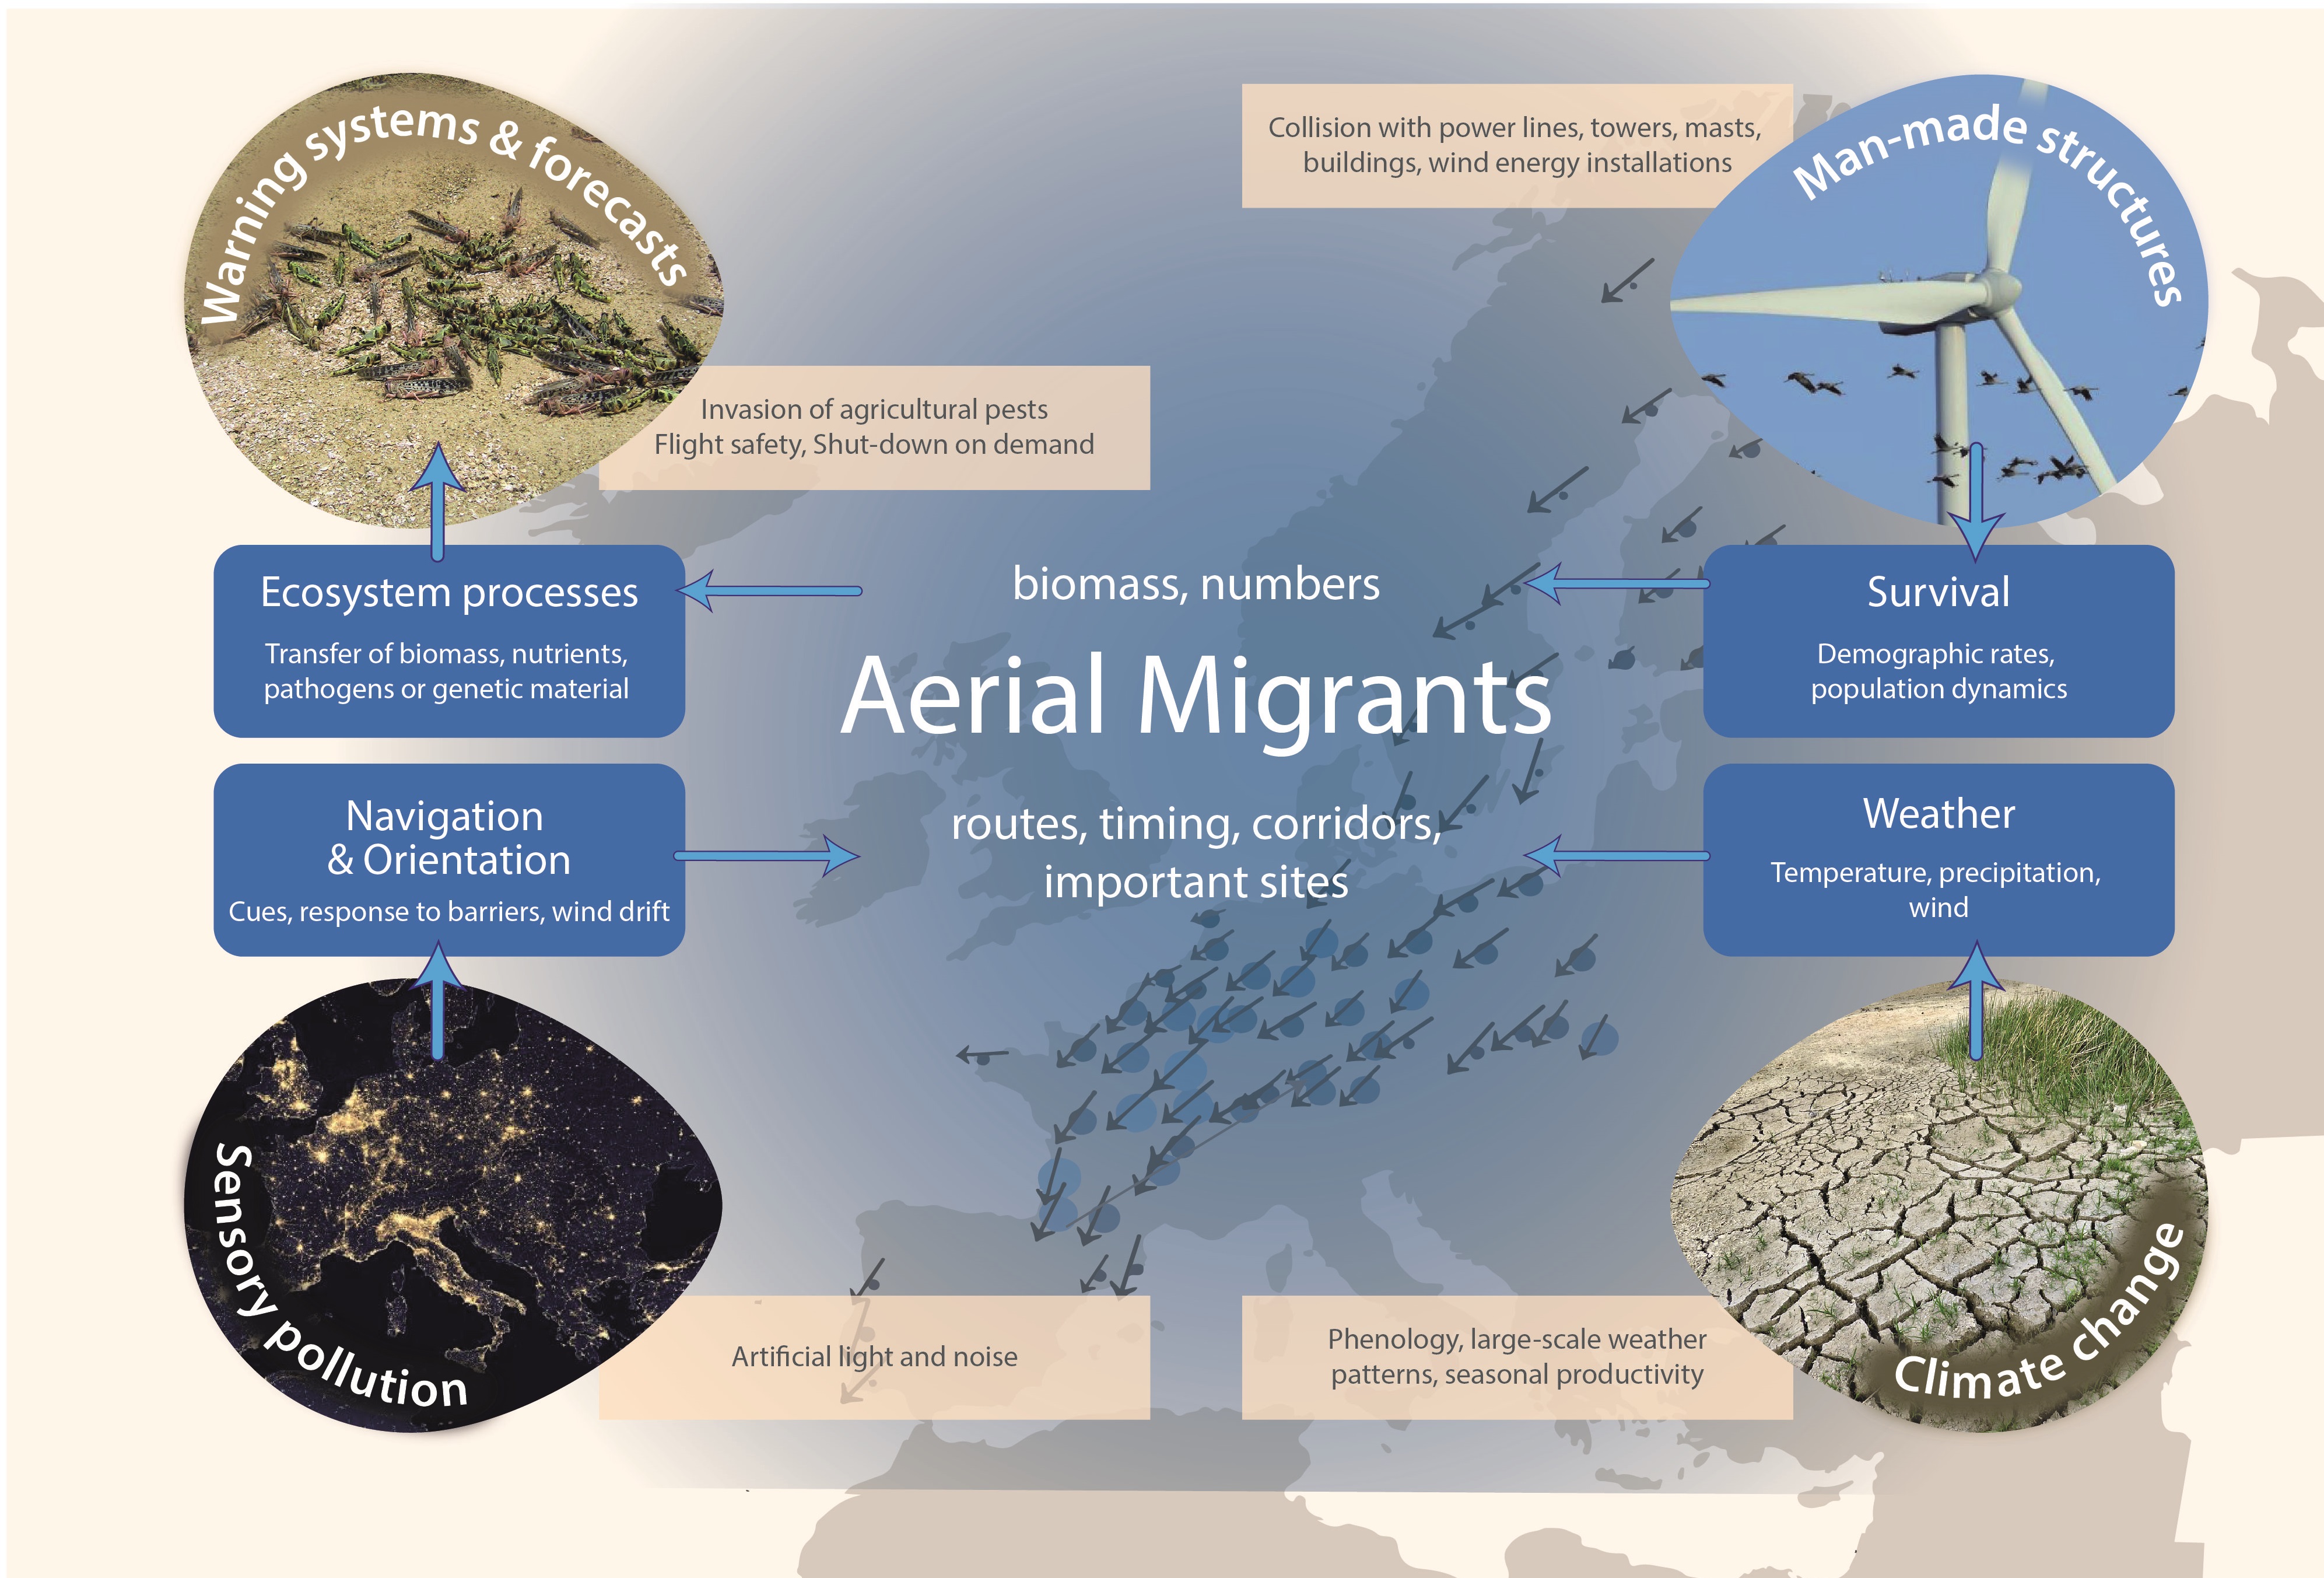 Warning systems & forecasts
Invasion of agricultural pests
Flight safety, Shut-down on demand
Collision with power lines, towers, masts,
buildings, wind energy installations
Man-made structures
Ecosystem processes
Transfer of biomass, nutrients,
pathogens or genetic material
biomass, numbers
Aerial Migrants
routes, timing, corridors,
important sites
Survival
Demographic rates,
population dynamics
Navigation
& Orientation
Cues, response to barriers, wind drift
Weather
Temperature, precipitation,
wind
Sensory pollution
Artificial light and noise
Phenology, large-scale weather
patterns, seasonal productivity
Climate change